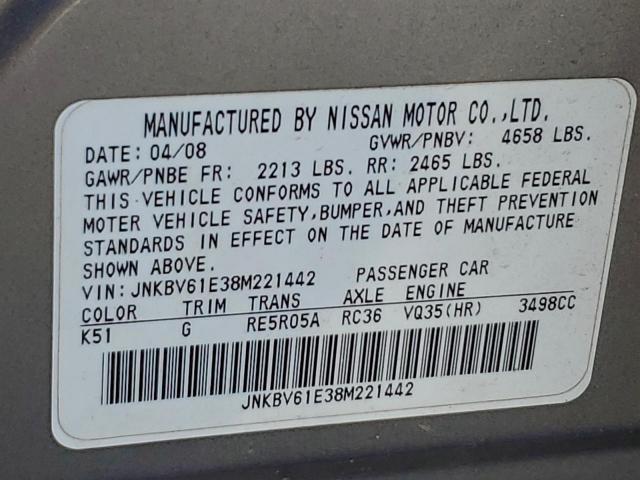 MANUFACTURED BY NISSAN MOTOR CO.,LTD.
DATE: 04/08 GVWR/PNBV: 4658 LBS.
GAWR/PNBE FR: 2213 LBS. RR: 2465 LBS.
THIS VEHICLE CONFORMS TO ALL APPLICABLE FEDERAL
MOTER VEHICLE SAFETY,BUMPER,AND THEFT PREVENTION
STANDARDS IN EFFECT ON THE DATE OF MANUFACTURE
SHOWN ABOVE.
VIN:JNKBV61E38M221442 PASSENGER CAR
COLOR TRIM TRANS AXLE ENGINE
K51 G RE5R05A RC36 VQ35(HR) 3498CC
JNKBV61E38M221442